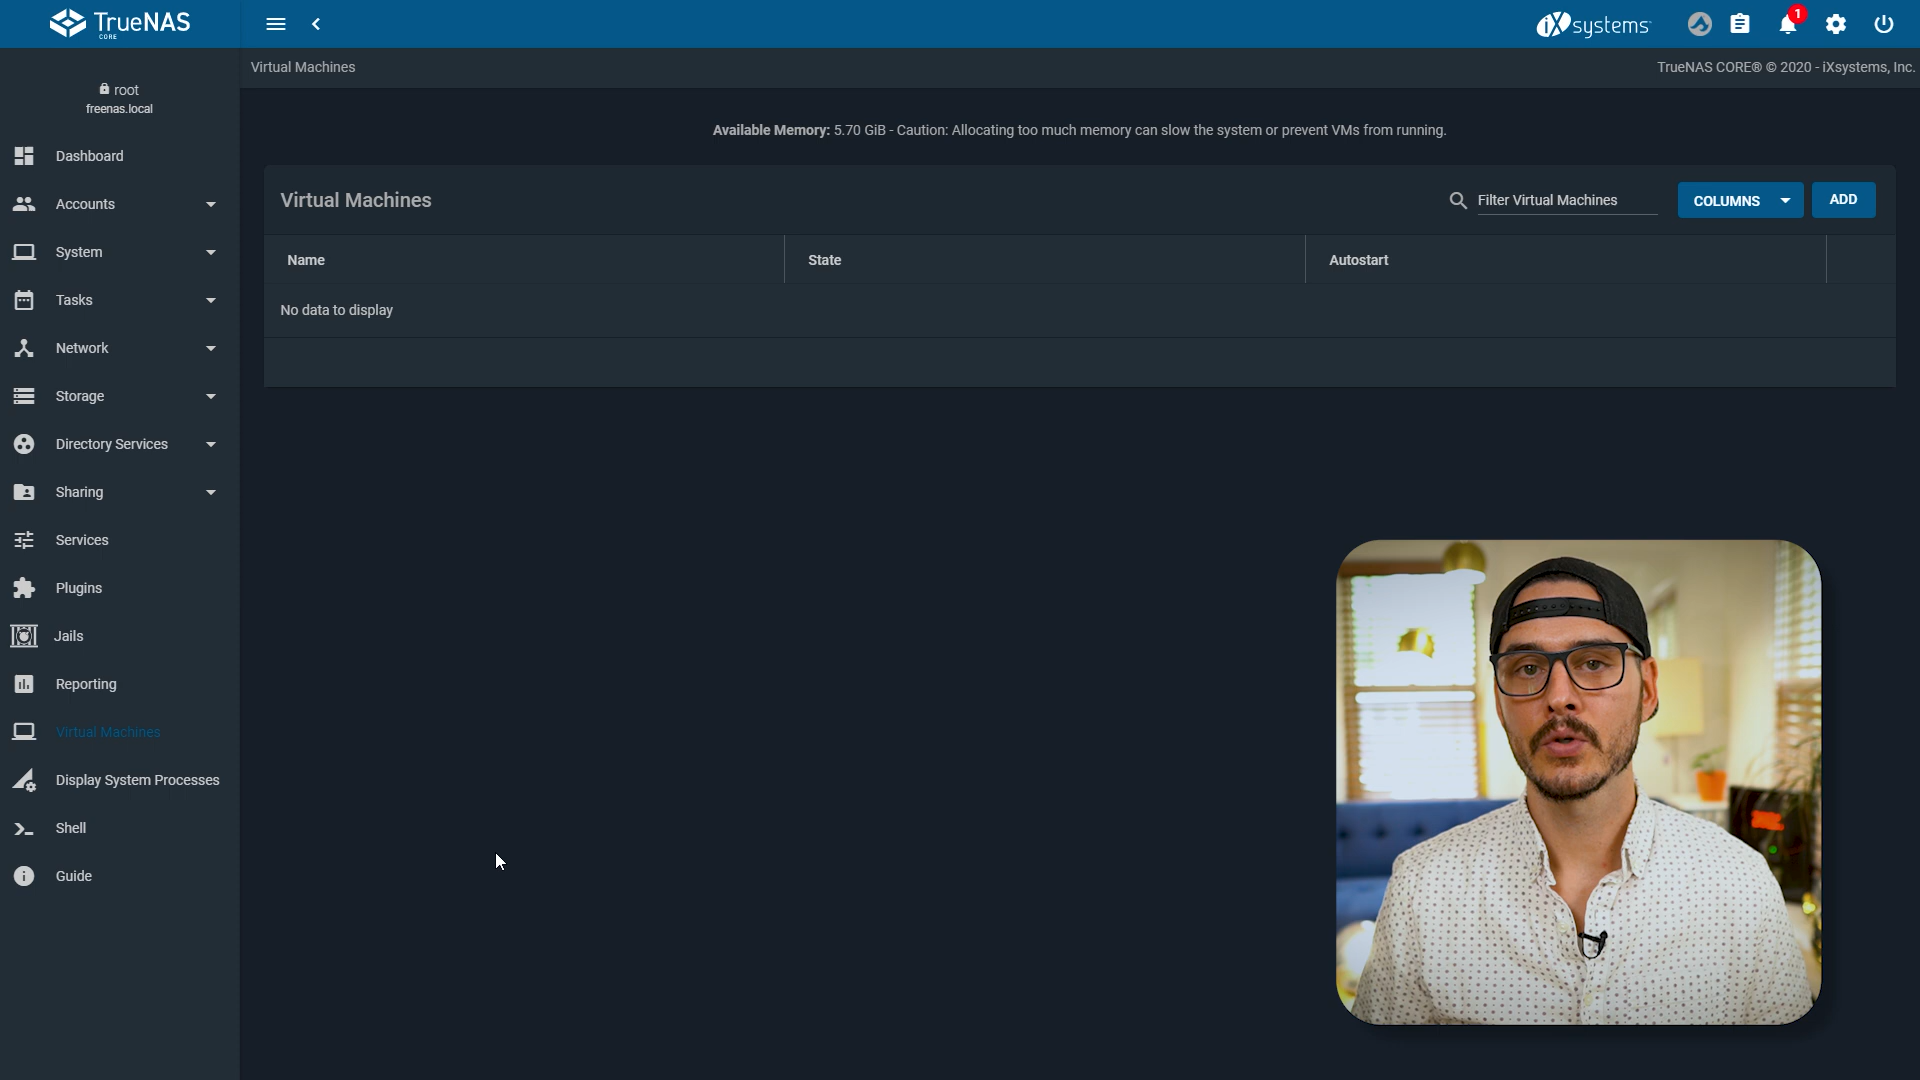 TrueNAS
CORE
iXsystems
1
root
freenas.local
Virtual Machines
TrueNAS CORE® © 2020 - iXsystems, Inc.
Available Memory: 5.70 GiB - Caution: Allocating too much memory can slow the system or prevent VMs from running.
Virtual Machines
Filter Virtual Machines
COLUMNS
ADD
Name
State
Autostart
No data to display
Dashboard
Accounts
System
Tasks
Network
Storage
Directory Services
Sharing
Services
Plugins
Jails
Reporting
Virtual Machines
Display System Processes
Shell
Guide